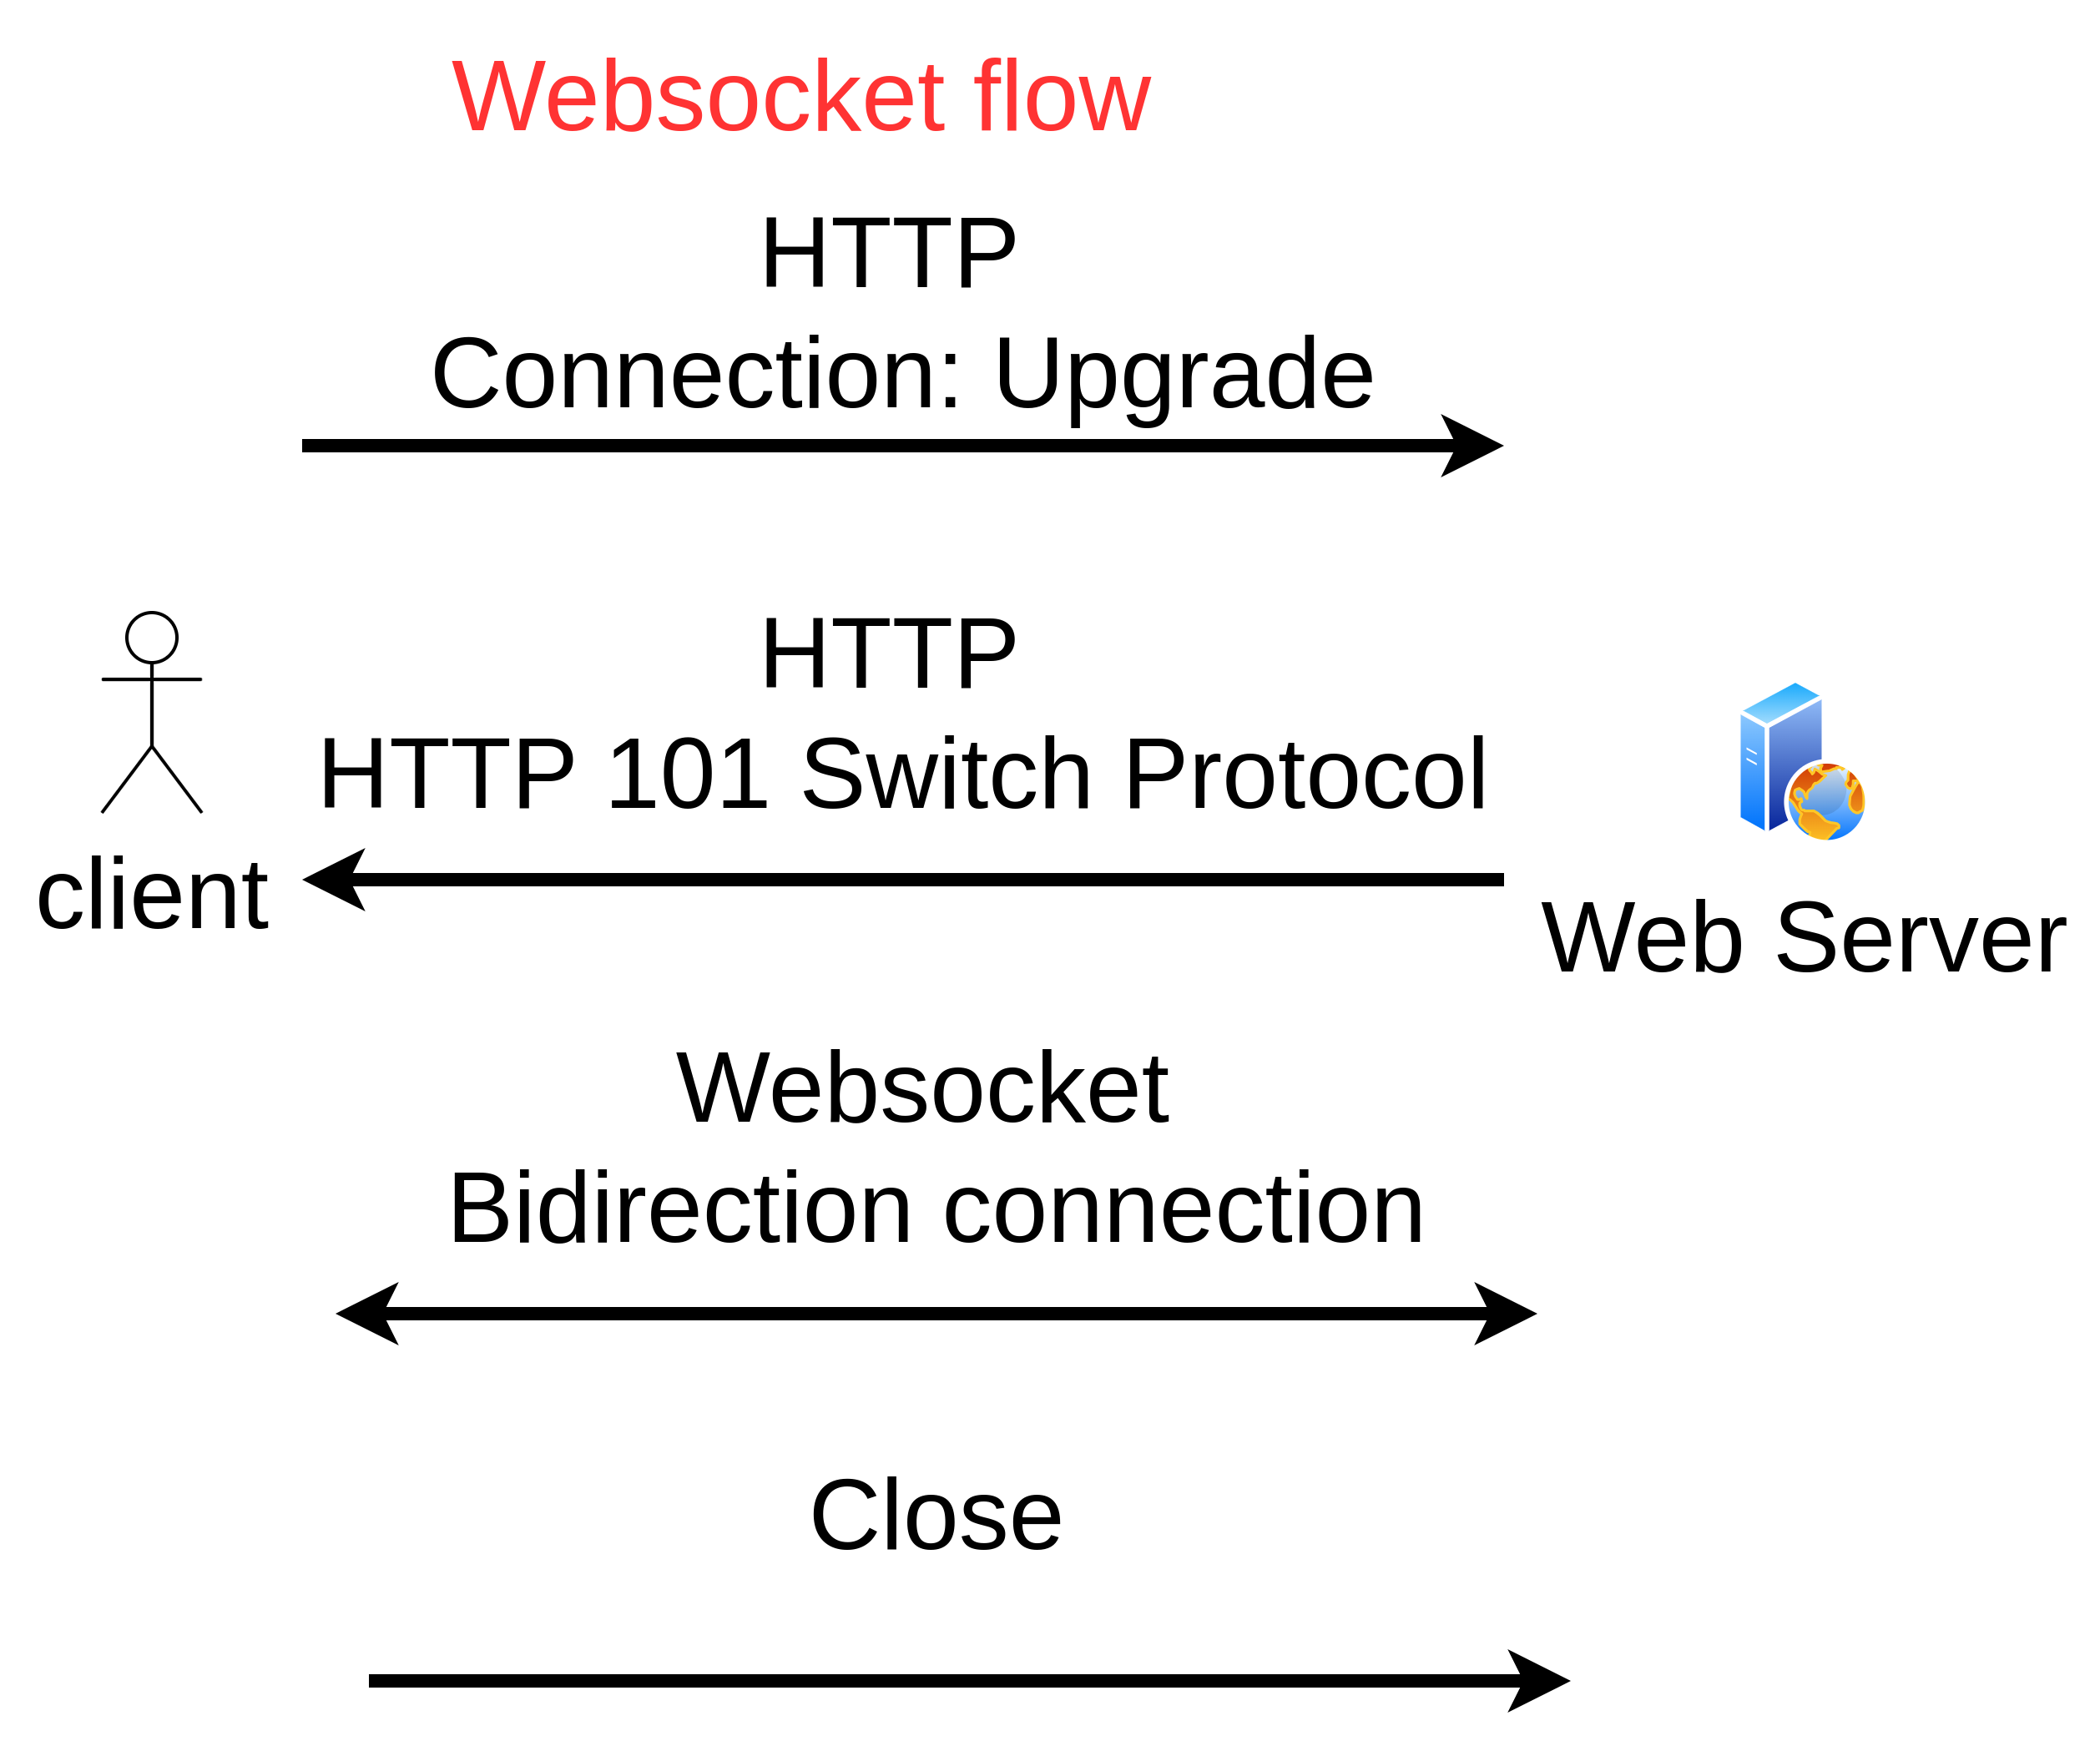 Websocket flow
HTTP
Connection: Upgrade
HTTP
HTTP 101 Switch Protocol
client
Web Server
Websocket
Bidirection connection
Close